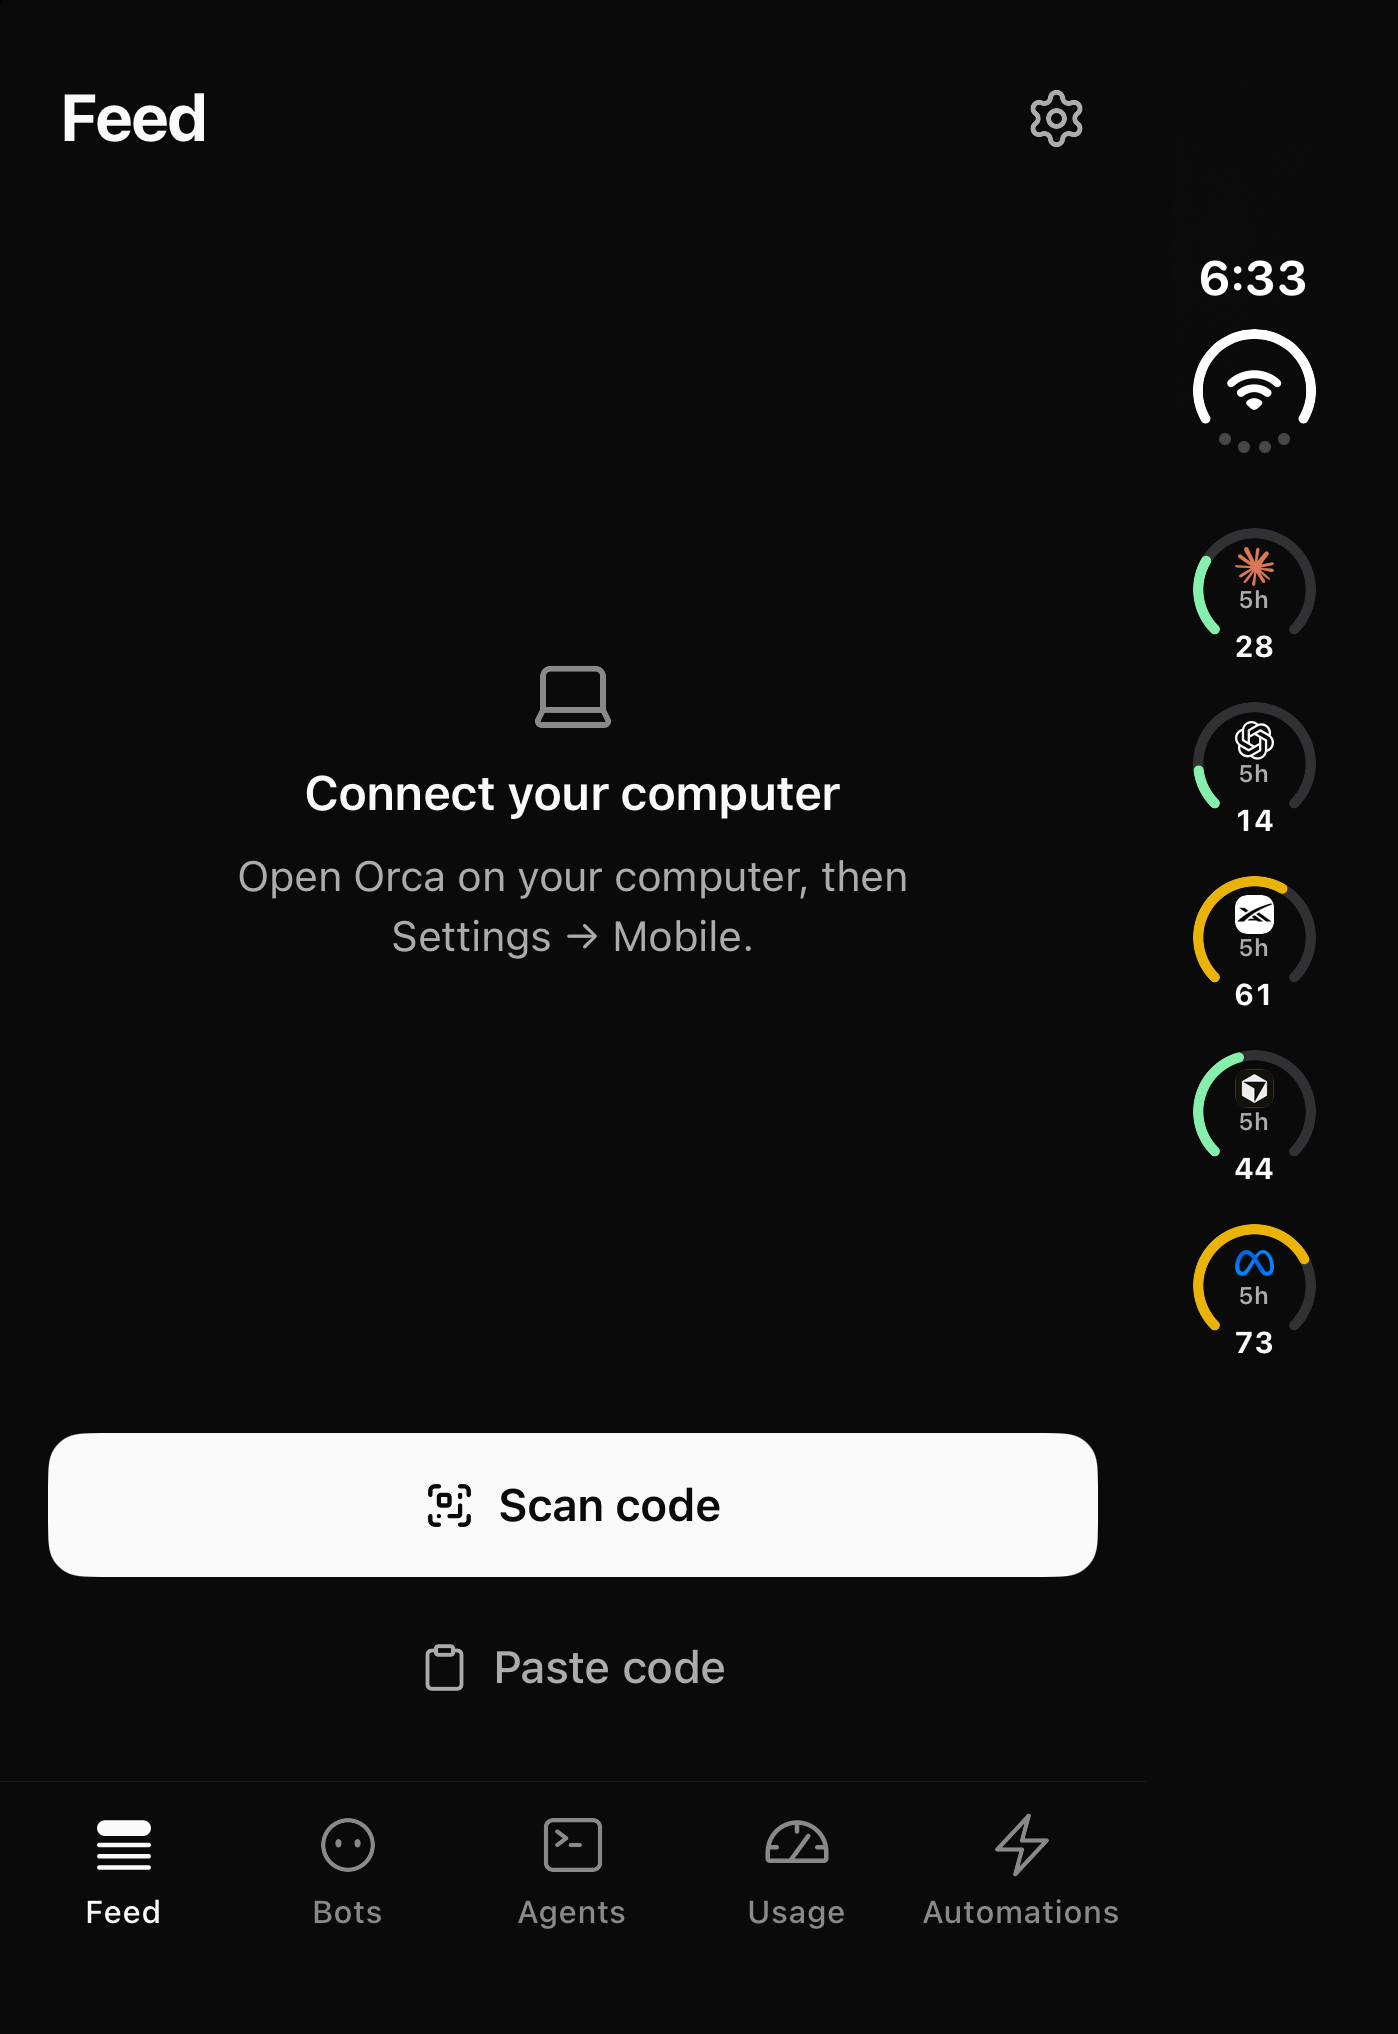 Feed
6:33
5h
28
5h
14
5h
61
5h
44
5h
73
Connect your computer
Open Orca on your computer, then
Settings → Mobile.
Scan code
Paste code
Feed
Bots
Agents
Usage
Automations